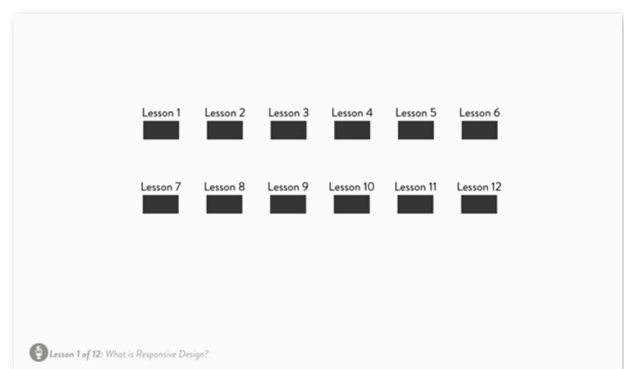 Lesson 1 Lesson 2 Lesson 3 Lesson 4 Lesson 5 Lesson 6
Lesson 7 Lesson 8 Lesson 9 Lesson 10 Lesson 11 Lesson 12
Lesson 1 of 12: What is Responsive Design?